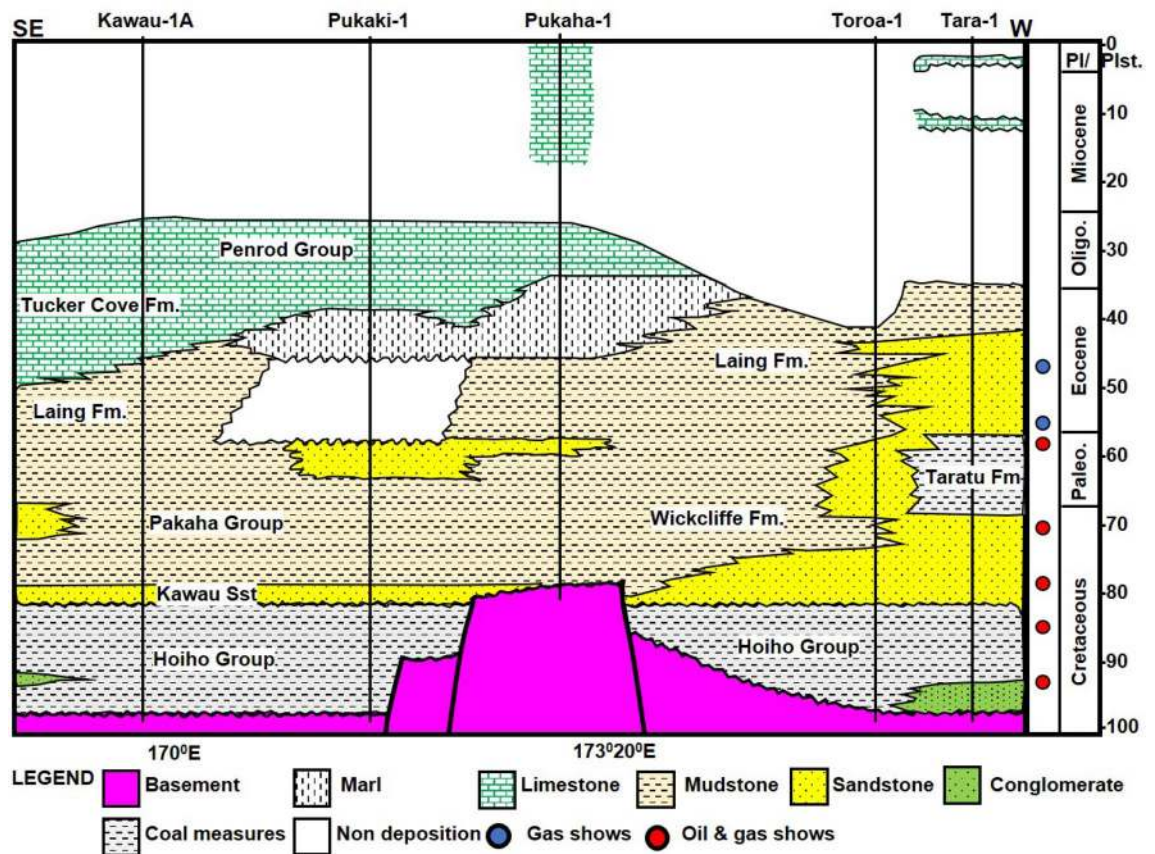 SE Kawau-1A Pukaki-1 Pukaha-1 Toroa-1 Tara-1 W
0
Pl/ Plst.
10
Miocene
20
Oligo.
30
Penrod Group
Tucker Cove Fm.
40
Eocene
Laing Fm.
Laing Fm.
50
Paleo.
60
Taratu Fm
Pakaha Group
Wickcliffe Fm.
70
Cretaceous
Kawau Sst
80
Hoiho Group
Hoiho Group
90
100
170⁰E 173⁰20'E
LEGEND Basement Marl Limestone Mudstone Sandstone Conglomerate
Coal measures Non deposition Gas shows Oil & gas shows